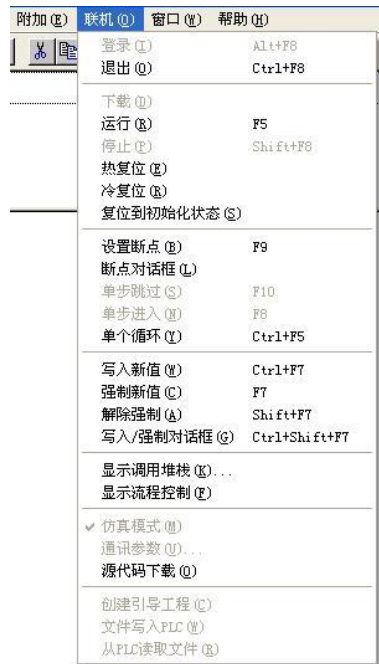 附加(E) 联机(O) 窗口(W) 帮助(H)
登录(I) Alt+F8
退出(O) Ctrl+F8
下载(D)
运行(R) F5
停止(P) Shift+F8
热复位(E)
冷复位(R)
复位到初始化状态(S)
设置断点(B) F9
断点对话框(L)
单步跳过(S) F10
单步进入(N) F8
单个循环(Y) Ctrl+F5
写入新值(W) Ctrl+F7
强制新值(C) F7
解除强制(A) Shift+F7
写入/强制对话框(G) Ctrl+Shift+F7
显示调用堆栈(K)...
显示流程控制(F)
仿真模式(M)
通讯参数(U)...
源代码下载(O)
创建引导工程(C)
文件写入PLC(W)
从PLC读取文件(R)